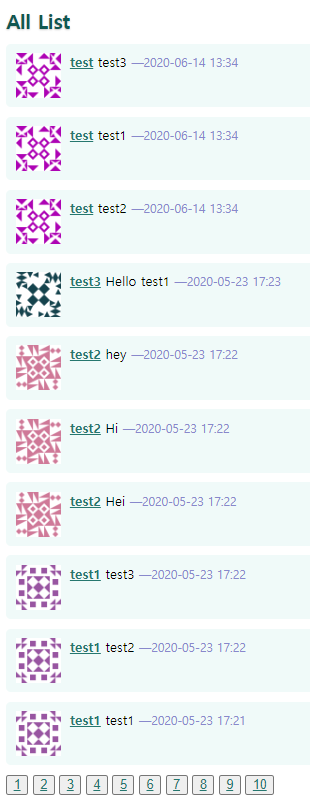 All List
test test3 —2020-06-14 13:34
test test1 —2020-06-14 13:34
test test2 —2020-06-14 13:34
test3 Hello test1 —2020-05-23 17:23
test2 hey —2020-05-23 17:22
test2 Hi —2020-05-23 17:22
test2 Hei —2020-05-23 17:22
test1 test3 —2020-05-23 17:22
test1 test2 —2020-05-23 17:22
test1 test1 —2020-05-23 17:21
1 2 3 4 5 6 7 8 9 10